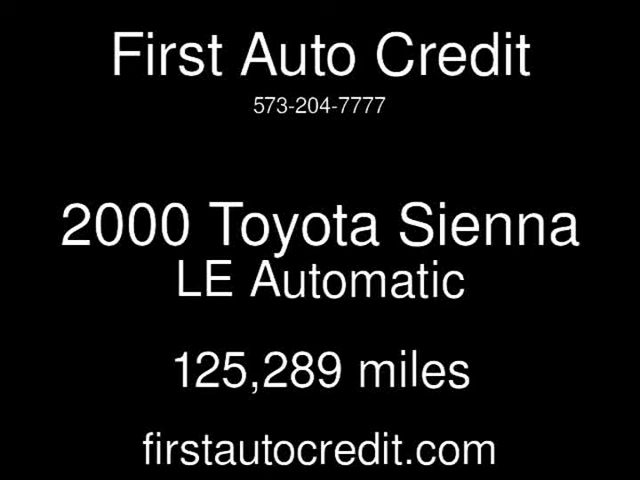 First Auto Credit
573-204-7777
2000 Toyota Sienna
LE Automatic
125,289 miles
firstautocredit.com